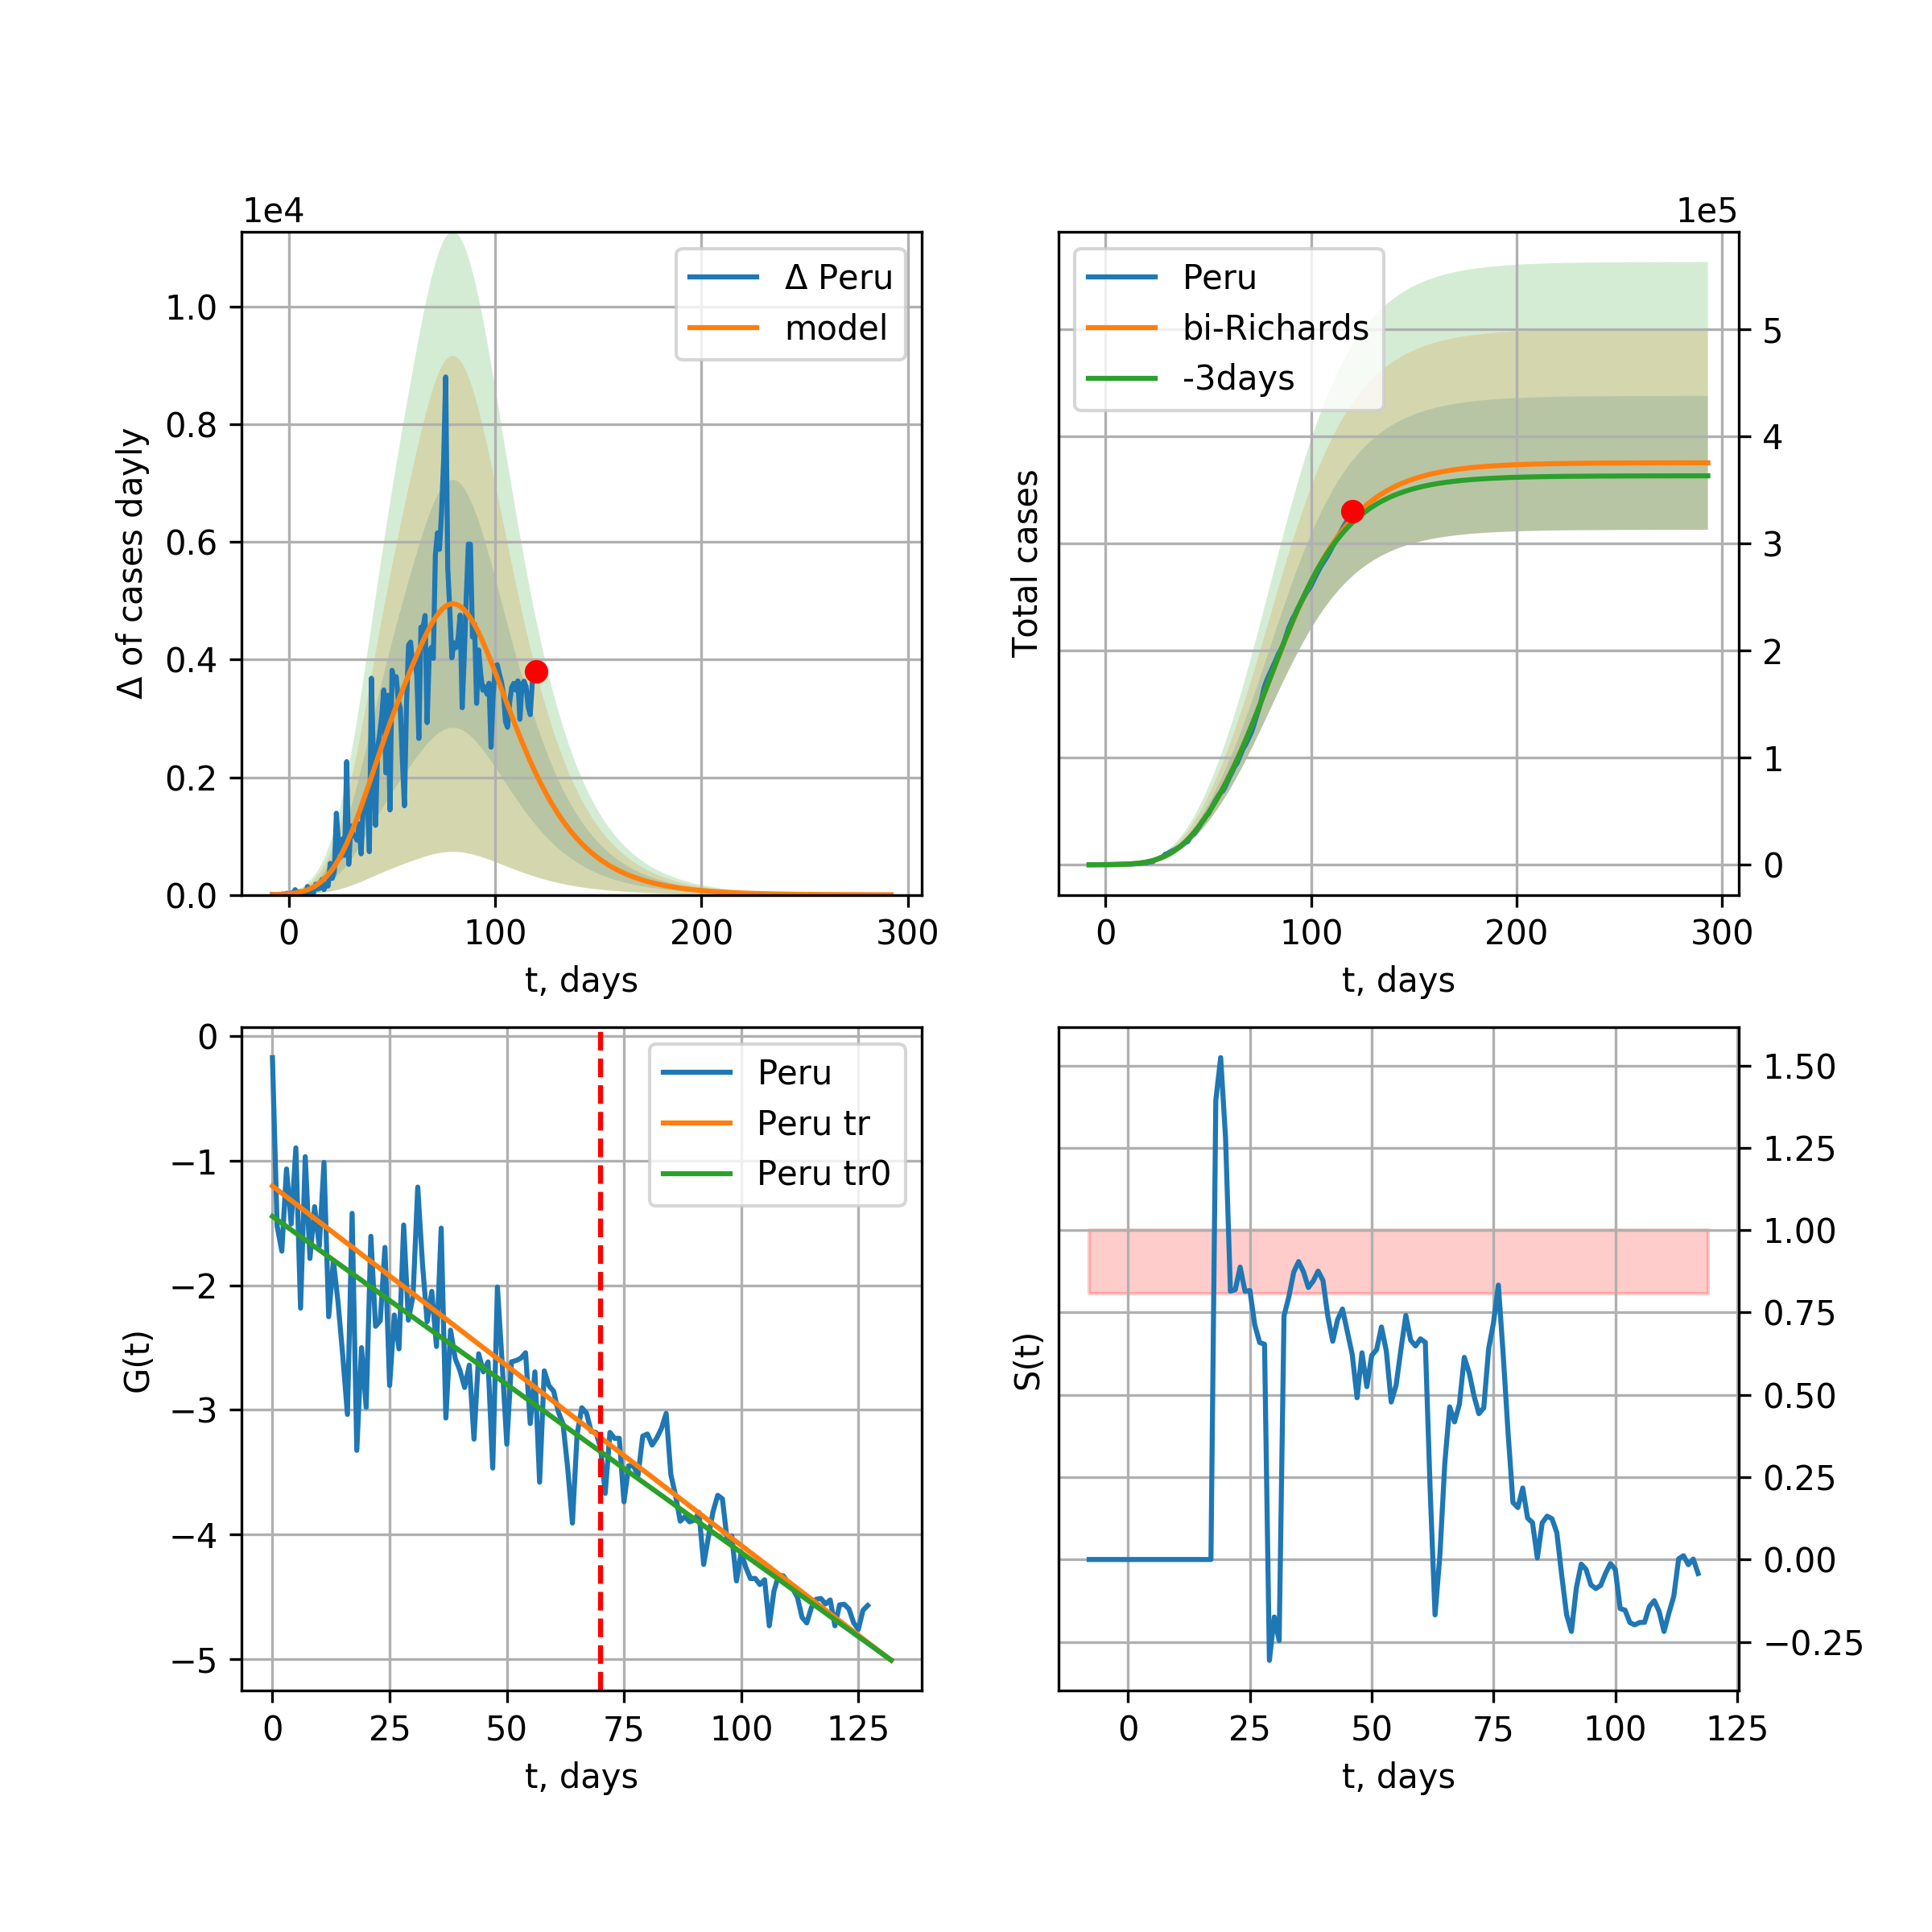 1e4
Δ of cases dayly
1.0
0.8
0.6
0.4
0.2
0.0
0 100 200 300
t, days
Δ Peru
model
1e5
Total cases
Peru
bi-Richards
-3days
5
4
3
2
1
0
0 100 200 300
t, days
G(t)
0
−1
−2
−3
−4
−5
0 25 50 75 100 125
t, days
Peru
Peru tr
Peru tr0
S(t)
1.50
1.25
1.00
0.75
0.50
0.25
0.00
−0.25
0 25 50 75 100 125
t, days